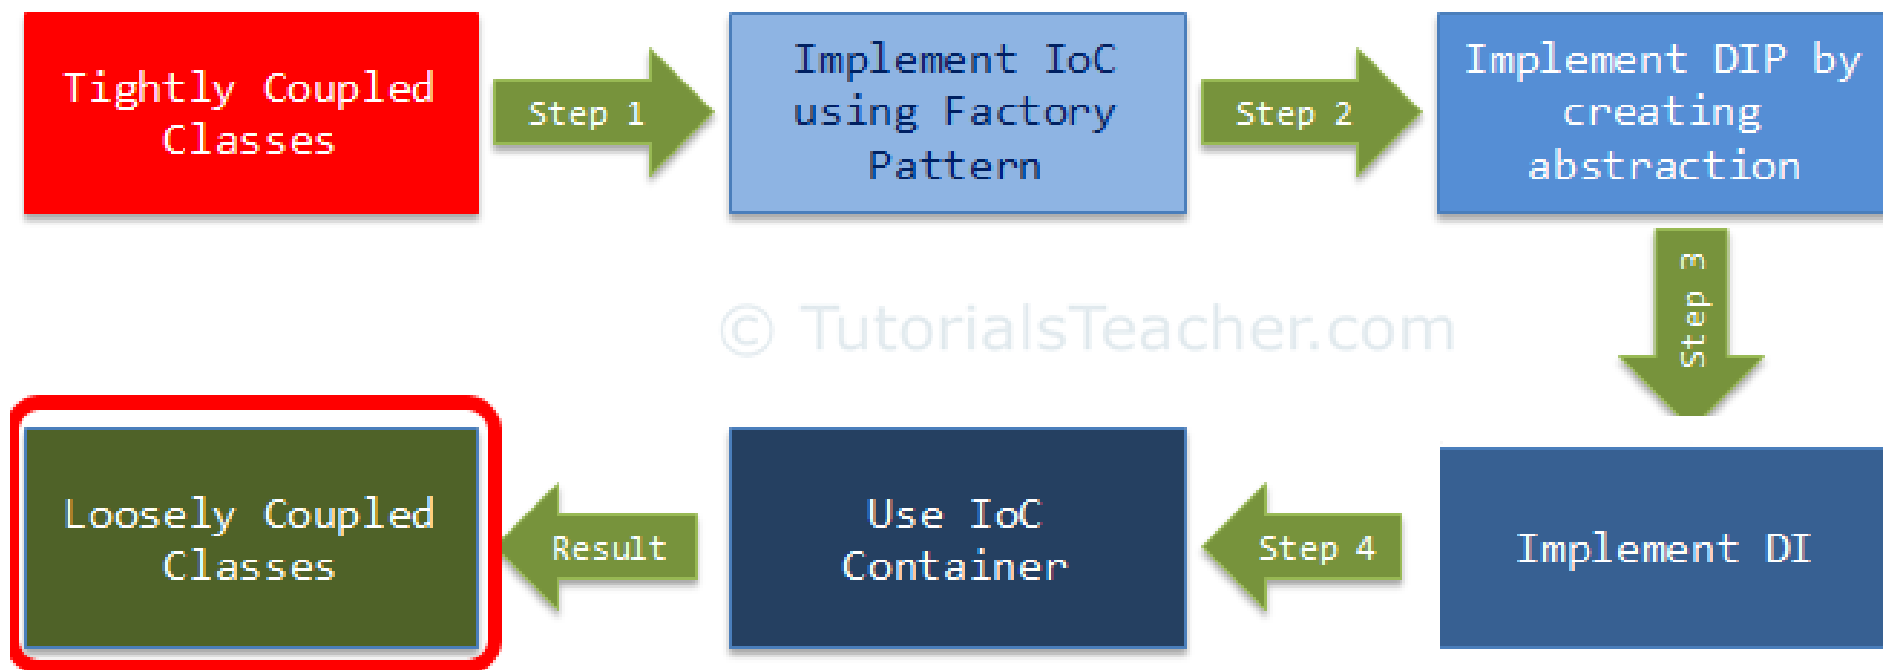 Tightly Coupled
Classes
Step 1
Implement IoC
using Factory
Pattern
Step 2
Implement DIP by
creating
abstraction
Step 3
© TutorialsTeacher.com
Implement DI
Step 4
Use IoC
Container
Result
Loosely Coupled
Classes